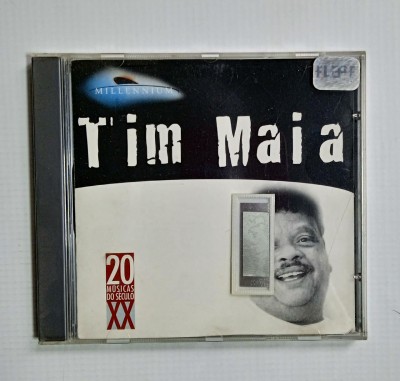 MILLENNIUM
Tim Maia
20
MÚSICAS
DO SÉCULO
XX